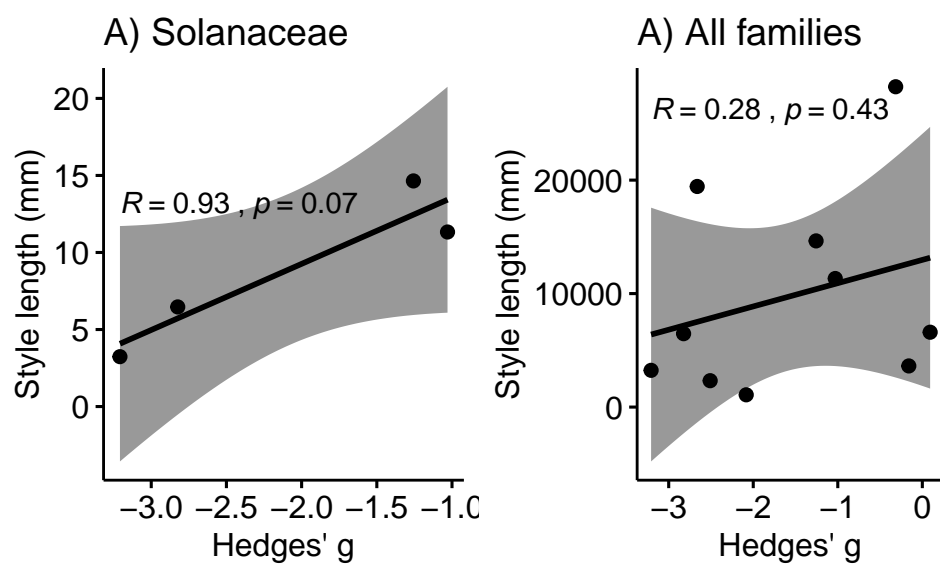 A) Solanaceae
R = 0.93 , p = 0.07
Style length (mm)
20
15
10
5
0
−3.0 −2.5 −2.0 −1.5 −1.0
Hedges' g
A) All families
R = 0.28 , p = 0.43
Style length (mm)
20000
10000
0
−3 −2 −1 0
Hedges' g